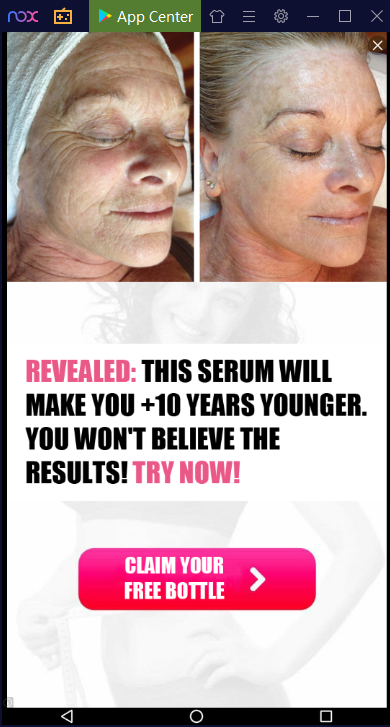 nox App Center
REVEALED: THIS SERUM WILL
MAKE YOU +10 YEARS YOUNGER.
YOU WON'T BELIEVE THE
RESULTS! TRY NOW!
CLAIM YOUR
FREE BOTTLE